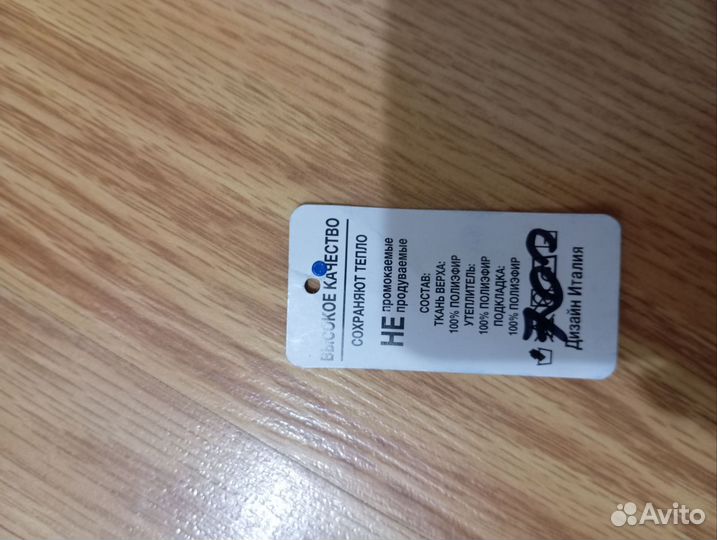 ВЫСОКОЕ КАЧЕСТВО
СОХРАНЯЮТ ТЕПЛО
НЕ промокаемые
продуваемые
СОСТАВ:
ТКАНЬ ВЕРХА:
100% ПОЛИЭФИР
УТЕПЛИТЕЛЬ:
100% ПОЛИЭФИР
ПОДКЛАДКА:
100% ПОЛИЭФИР
Дизайн Италия
Avito